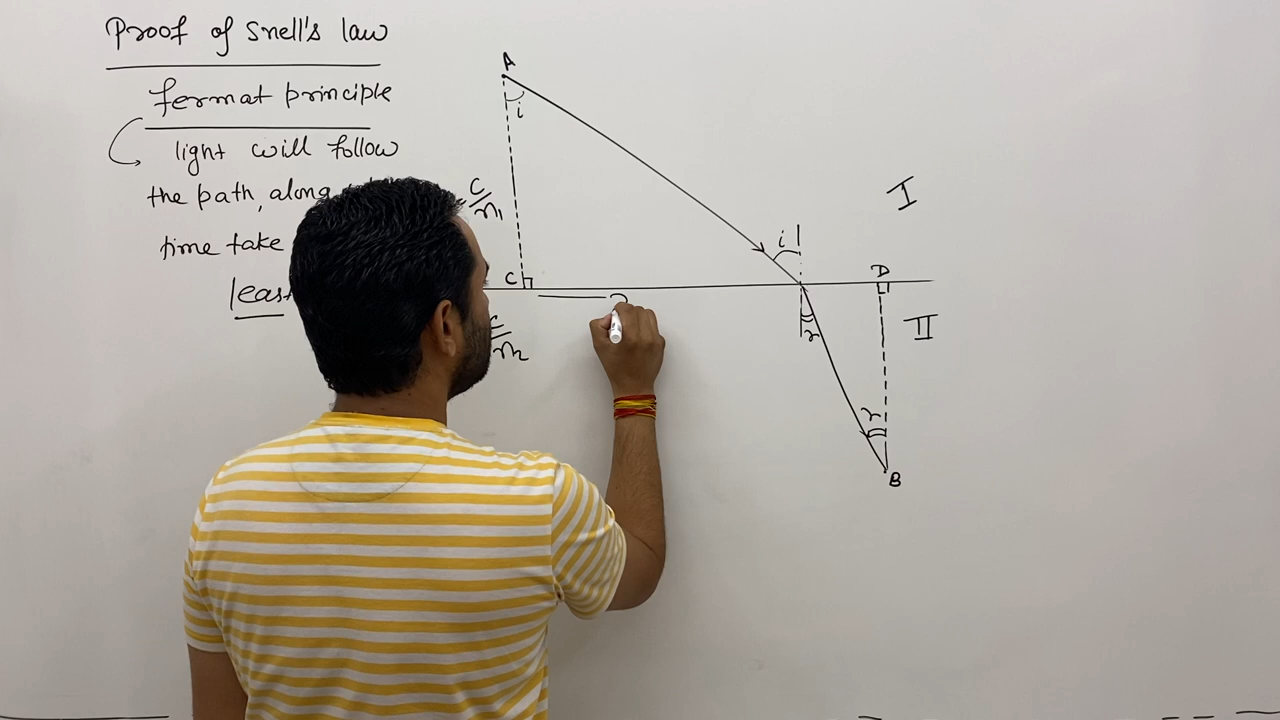 Proof of Snell's law
fermat principle
light will follow
the path, along
time take
least
A
i
C/n1
C
i
D
I
C/n2
r
II
r
B